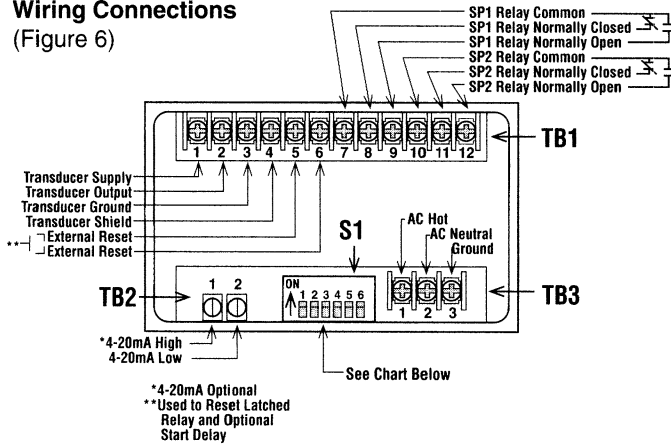 Wiring Connections
(Figure 6)
SP1 Relay Common
SP1 Relay Normally Closed
SP1 Relay Normally Open
SP2 Relay Common
SP2 Relay Normally Closed
SP2 Relay Normally Open
1 2 3 4 5 6 7 8 9 10 11 12
TB1
Transducer Supply
Transducer Output
Transducer Ground
Transducer Shield
** External Reset
External Reset
S1
AC Hot
AC Neutral
Ground
TB2
1 2
ON
1 2 3 4 5 6
1 2 3
TB3
*4-20mA High
4-20mA Low
See Chart Below
*4-20mA Optional
**Used to Reset Latched
Relay and Optional
Start Delay